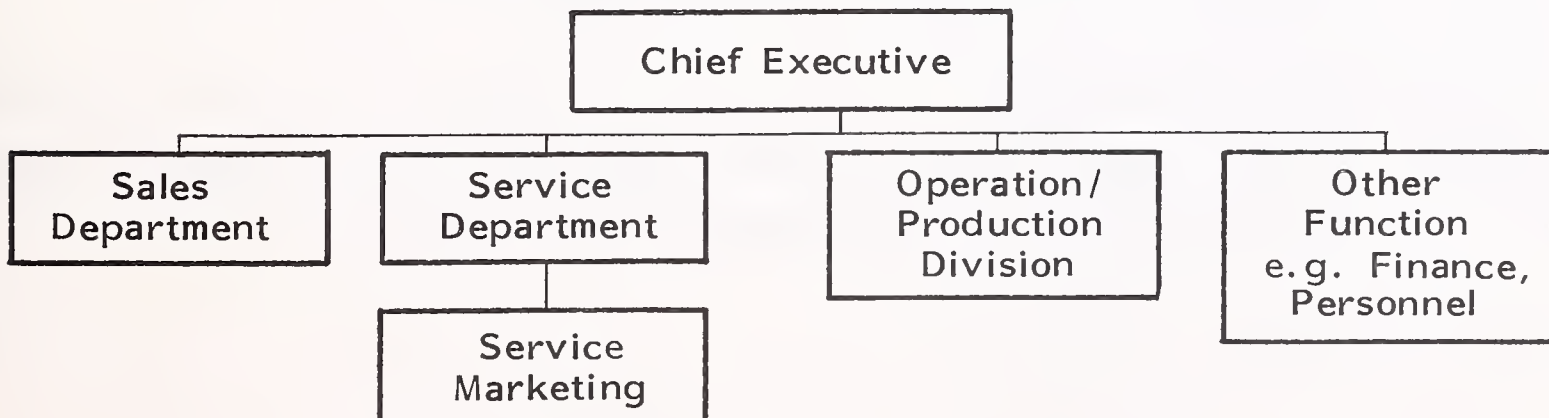 Chief Executive
Sales
Department
Service
Department
Operation/
Production
Division
Other
Function
e.g. Finance,
Personnel
Service
Marketing